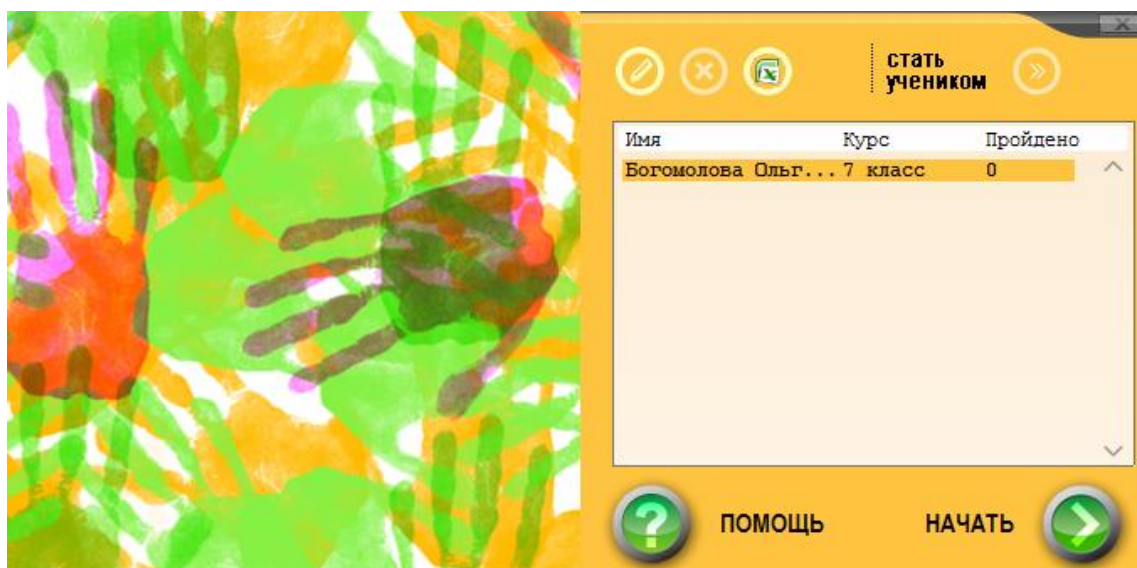 стать
учеником
Имя Курс Пройдено
Богомолова Ольг... 7 класс 0
ПОМОЩЬ НАЧАТЬ